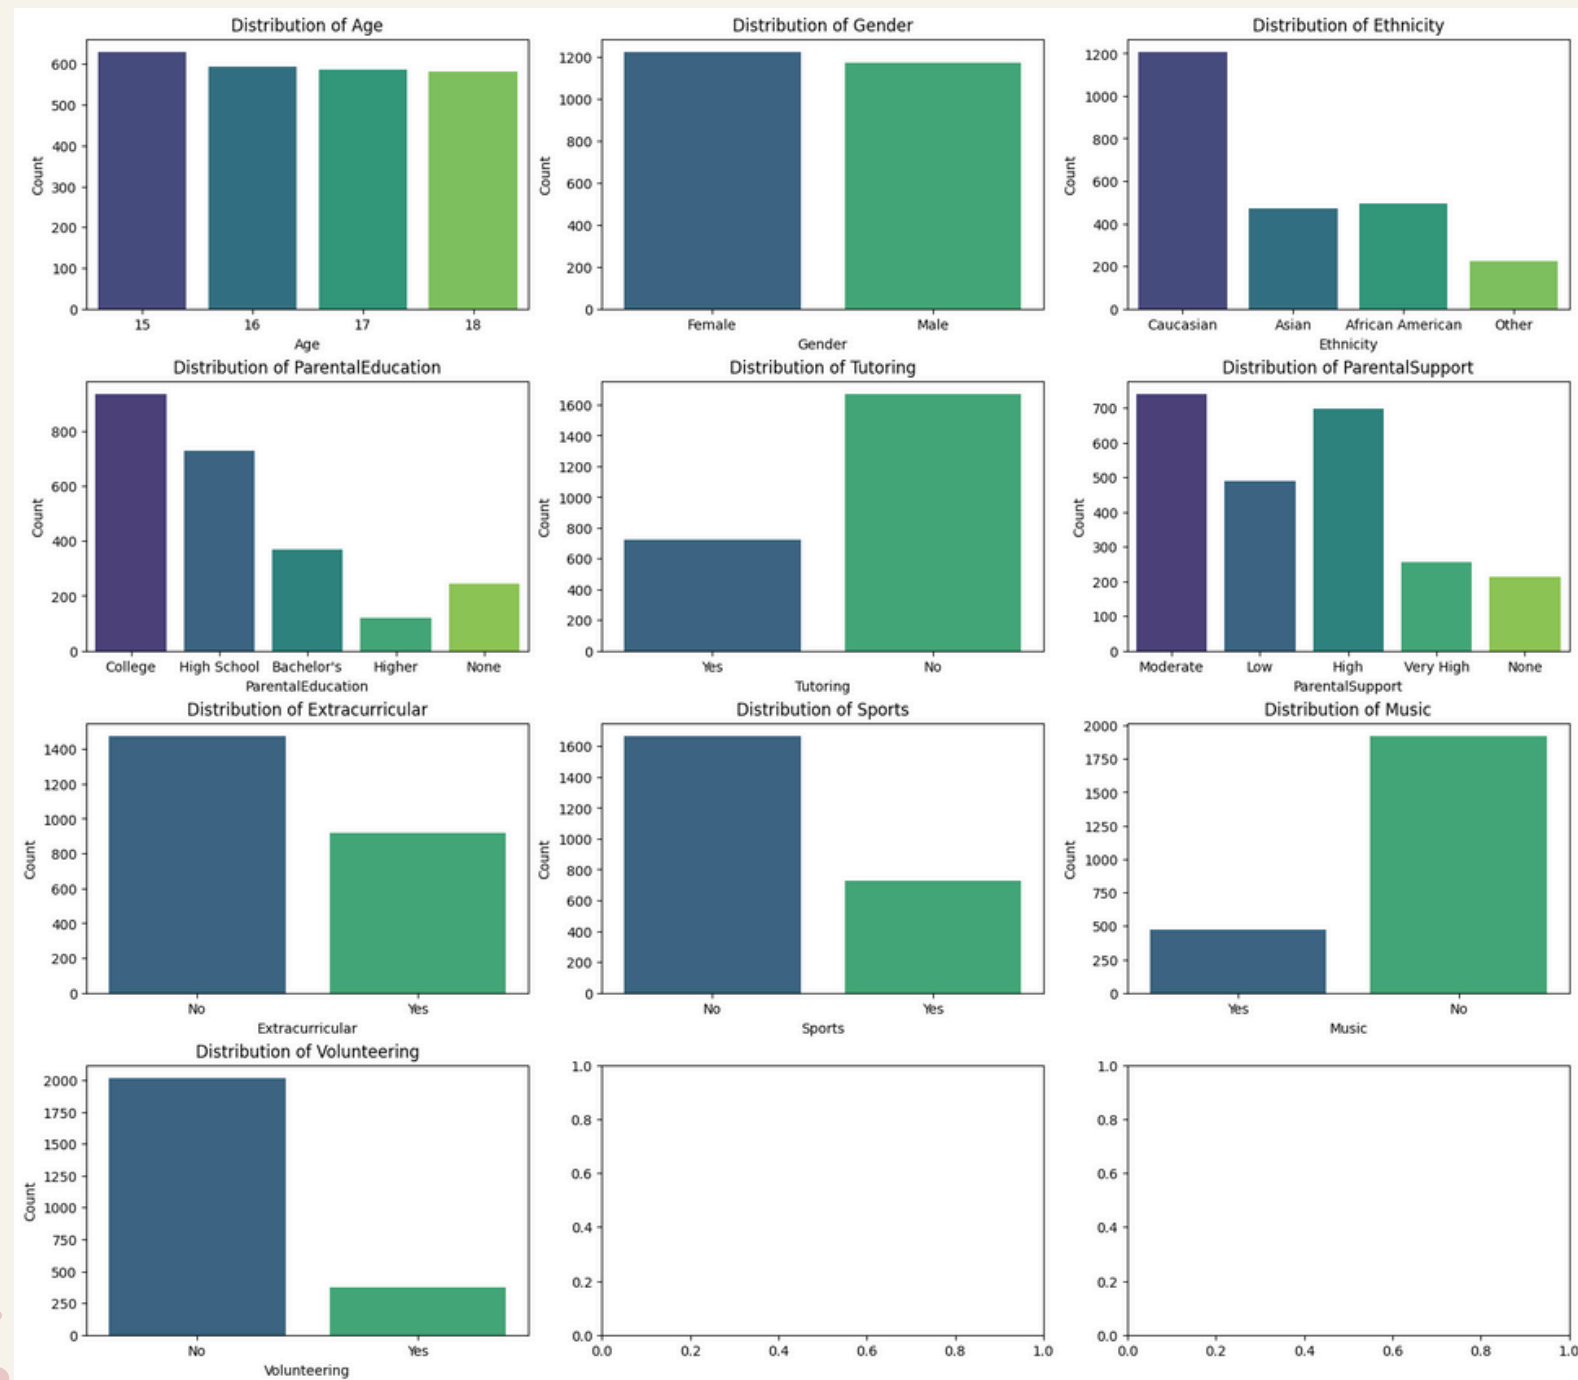 Distribution of Age
600
500
400
300
200
100
0
Count
15 16 17 18
Age
Distribution of Gender
1200
1000
800
600
400
200
0
Count
Female Male
Gender
Distribution of Ethnicity
1200
1000
800
600
400
200
0
Count
Caucasian Asian African American Other
Ethnicity
Distribution of ParentalEducation
800
600
400
200
0
Count
College High School Bachelor's Higher None
ParentalEducation
Distribution of Tutoring
1600
1400
1200
1000
800
600
400
200
0
Count
Yes No
Tutoring
Distribution of ParentalSupport
700
600
500
400
300
200
100
0
Count
Moderate Low High Very High None
ParentalSupport
Distribution of Extracurricular
1400
1200
1000
800
600
400
200
0
Count
No Yes
Extracurricular
Distribution of Sports
1600
1400
1200
1000
800
600
400
200
0
Count
No Yes
Sports
Distribution of Music
2000
1750
1500
1250
1000
750
500
250
0
Count
Yes No
Music
Distribution of Volunteering
2000
1750
1500
1250
1000
750
500
250
0
Count
No Yes
Volunteering
1.0
0.8
0.6
0.4
0.2
0.0
0.0 0.2 0.4 0.6 0.8 1.0
1.0
0.8
0.6
0.4
0.2
0.0
0.0 0.2 0.4 0.6 0.8 1.0